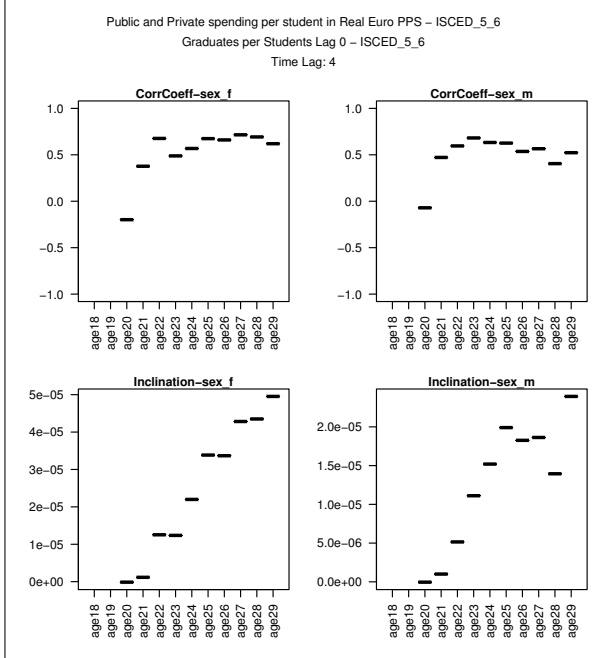 Public and Private spending per student in Real Euro PPS − ISCED_5_6
Graduates per Students Lag 0 − ISCED_5_6
Time Lag: 4
CorrCoeff−sex_f
1.0
0.5
0.0
−0.5
−1.0
age18
age19
age20
age21
age22
age23
age24
age25
age26
age27
age28
age29
CorrCoeff−sex_m
1.0
0.5
0.0
−0.5
−1.0
age18
age19
age20
age21
age22
age23
age24
age25
age26
age27
age28
age29
Inclination−sex_f
5e−05
4e−05
3e−05
2e−05
1e−05
0e+00
age18
age19
age20
age21
age22
age23
age24
age25
age26
age27
age28
age29
Inclination−sex_m
2.0e−05
1.5e−05
1.0e−05
5.0e−06
0.0e+00
age18
age19
age20
age21
age22
age23
age24
age25
age26
age27
age28
age29